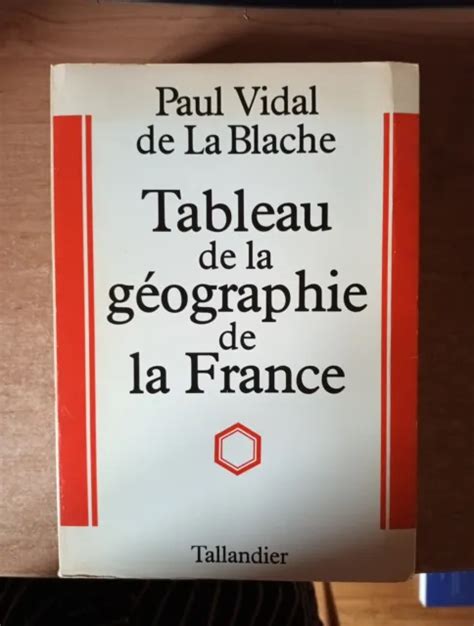 Paul Vidal
de La Blache
Tableau
de la
géographie
de
la France
Tallandier